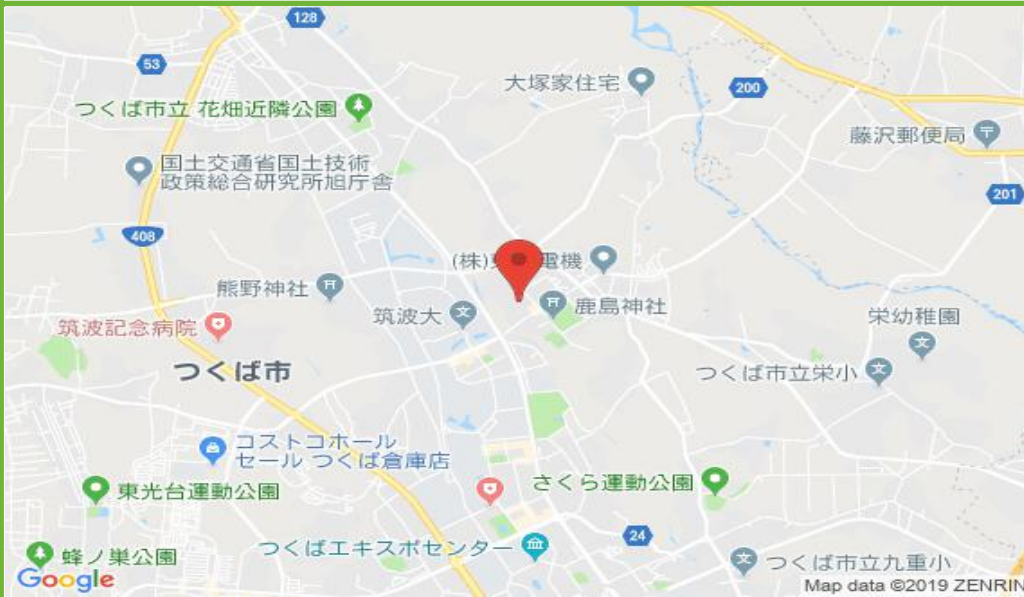 128
53
大塚家住宅
200
つくば市立 花畑近隣公園
藤沢郵便局
国土交通省国土技術
政策総合研究所旭庁舎
201
408
(株)
電機
熊野神社
鹿島神社
筑波大
筑波記念病院
栄幼稚園
つくば市
つくば市立栄小
コストコホール
セール つくば倉庫店
さくら運動公園
東光台運動公園
24
つくばエキスポセンター
蜂ノ巣公園
つくば市立九重小
Google
Map data ©2019 ZENRIN